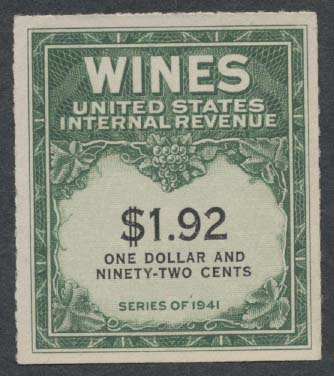 WINES
UNITED STATES
INTERNAL REVENUE
$1.92
ONE DOLLAR AND
NINETY-TWO CENTS
SERIES OF 1941